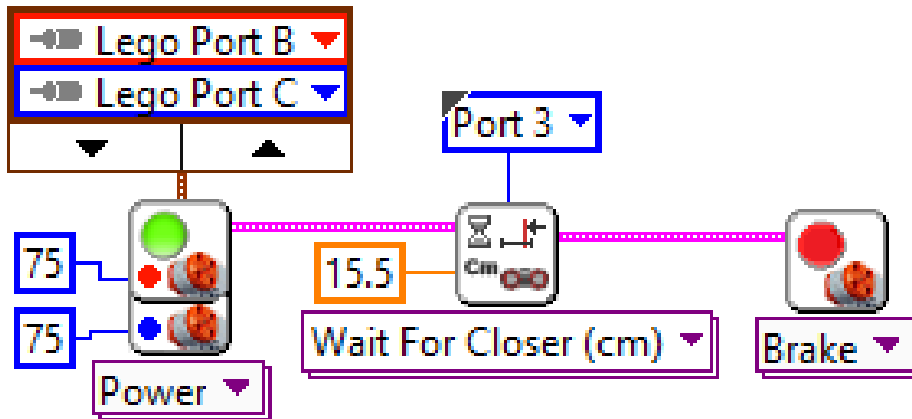 Lego Port B
Lego Port C
Port 3
75
75
15.5
Cm
Power
Wait For Closer (cm)
Brake